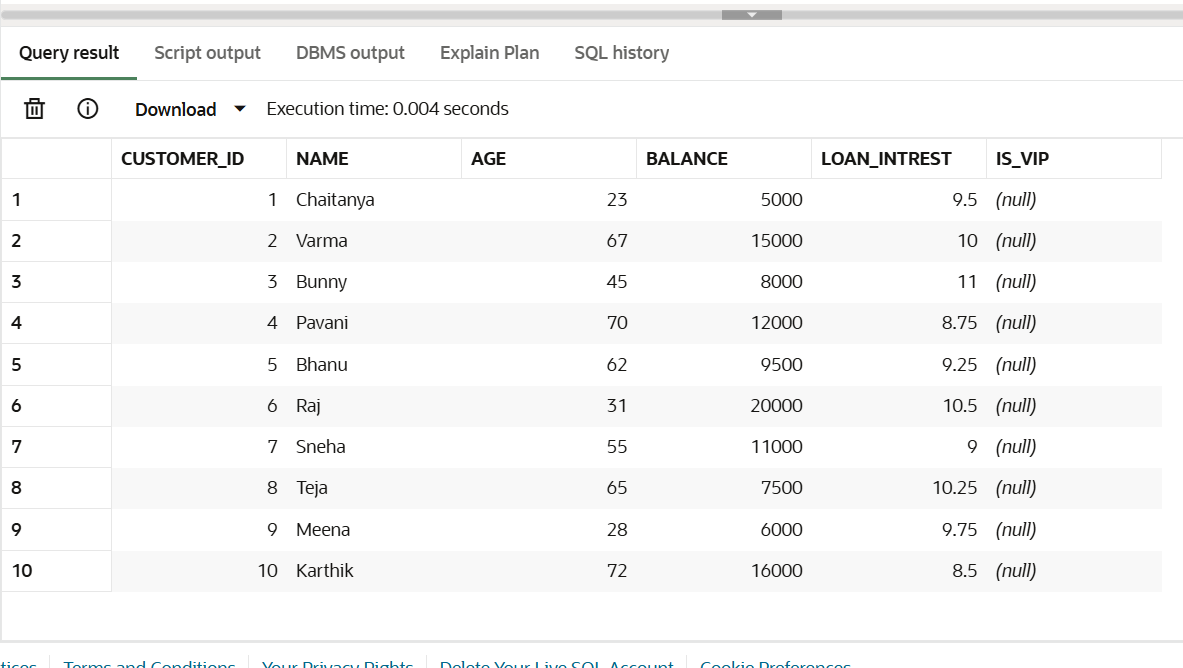 Query result Script output DBMS output Explain Plan SQL history
Download Execution time: 0.004 seconds
CUSTOMER_ID NAME AGE BALANCE LOAN_INTREST IS_VIP
1 1 Chaitanya 23 5000 9.5 (null)
2 2 Varma 67 15000 10 (null)
3 3 Bunny 45 8000 11 (null)
4 4 Pavani 70 12000 8.75 (null)
5 5 Bhanu 62 9500 9.25 (null)
6 6 Raj 31 20000 10.5 (null)
7 7 Sneha 55 11000 9 (null)
8 8 Teja 65 7500 10.25 (null)
9 9 Meena 28 6000 9.75 (null)
10 10 Karthik 72 16000 8.5 (null)
tices Terms and Conditions Your Privacy Rights Delete Your Live SQL Account Cookie Preferences